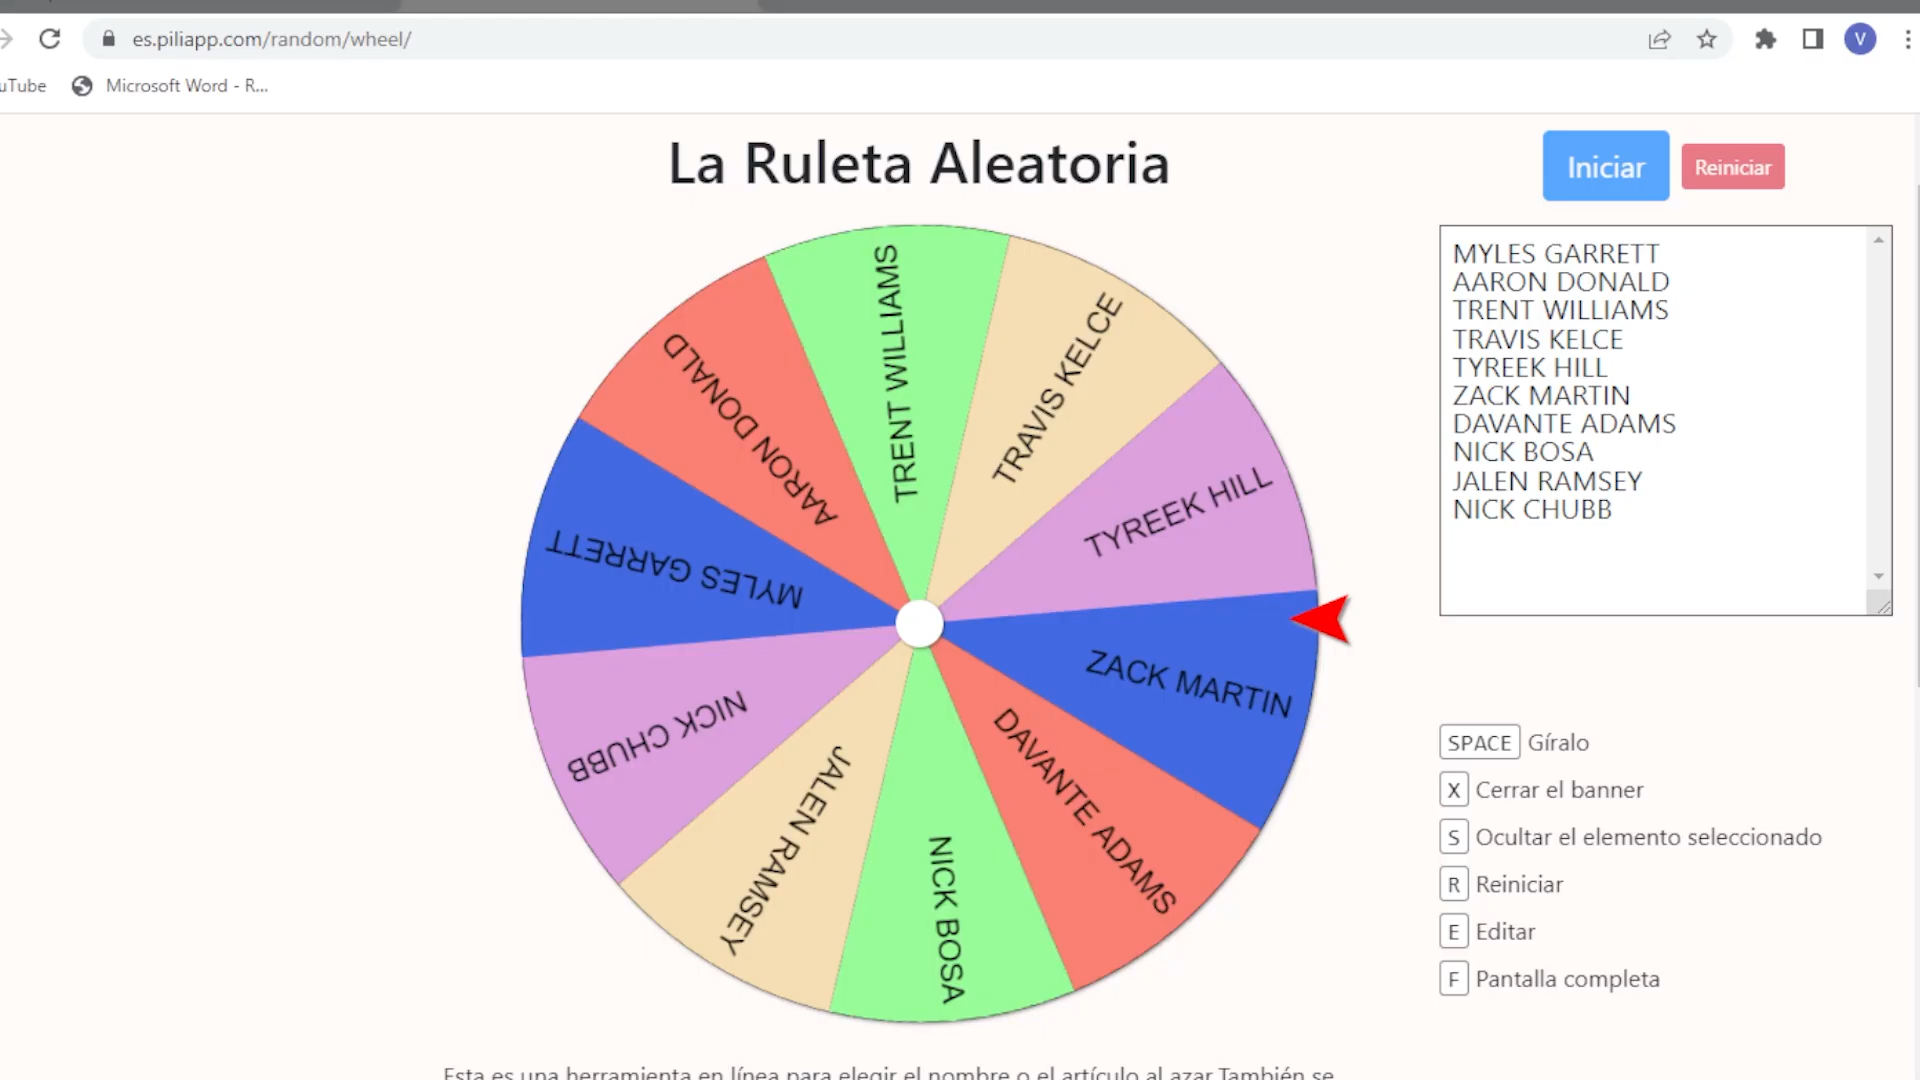 es.piliapp.com/random/wheel/
V
uTube
Microsoft Word - R...
La Ruleta Aleatoria
Iniciar
Reiniciar
TRENT WILLIAMS
TRAVIS KELCE
TYREEK HILL
ZACK MARTIN
DAVANTE ADAMS
NICK BOSA
JALEN RAMSEY
NICK CHUBB
MYLES GARRETT
AARON DONALD
MYLES GARRETT
AARON DONALD
TRENT WILLIAMS
TRAVIS KELCE
TYREEK HILL
ZACK MARTIN
DAVANTE ADAMS
NICK BOSA
JALEN RAMSEY
NICK CHUBB
SPACE Gíralo
X Cerrar el banner
S Ocultar el elemento seleccionado
R Reiniciar
E Editar
F Pantalla completa
Esta es una herramienta en línea para elegir el nombre o el artículo al azar.También se